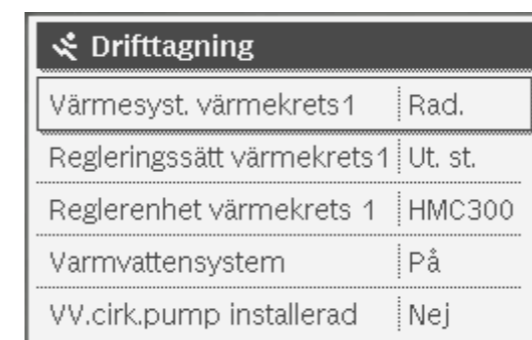 Drifttagning
Värmesyst. värmekrets1 Rad.
Regleringssätt värmekrets1 Ut. st.
Reglerenhet värmekrets 1 HMC300
Varmvattensystem På
VV.cirk.pump installerad Nej